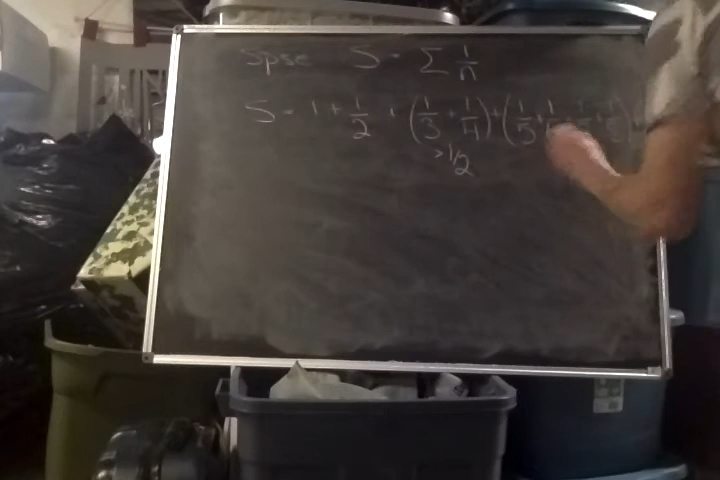 spse S = Σ 1/n
S = 1 + 1/2 + (1/3 + 1/4) + (1/5 +
> 1/2